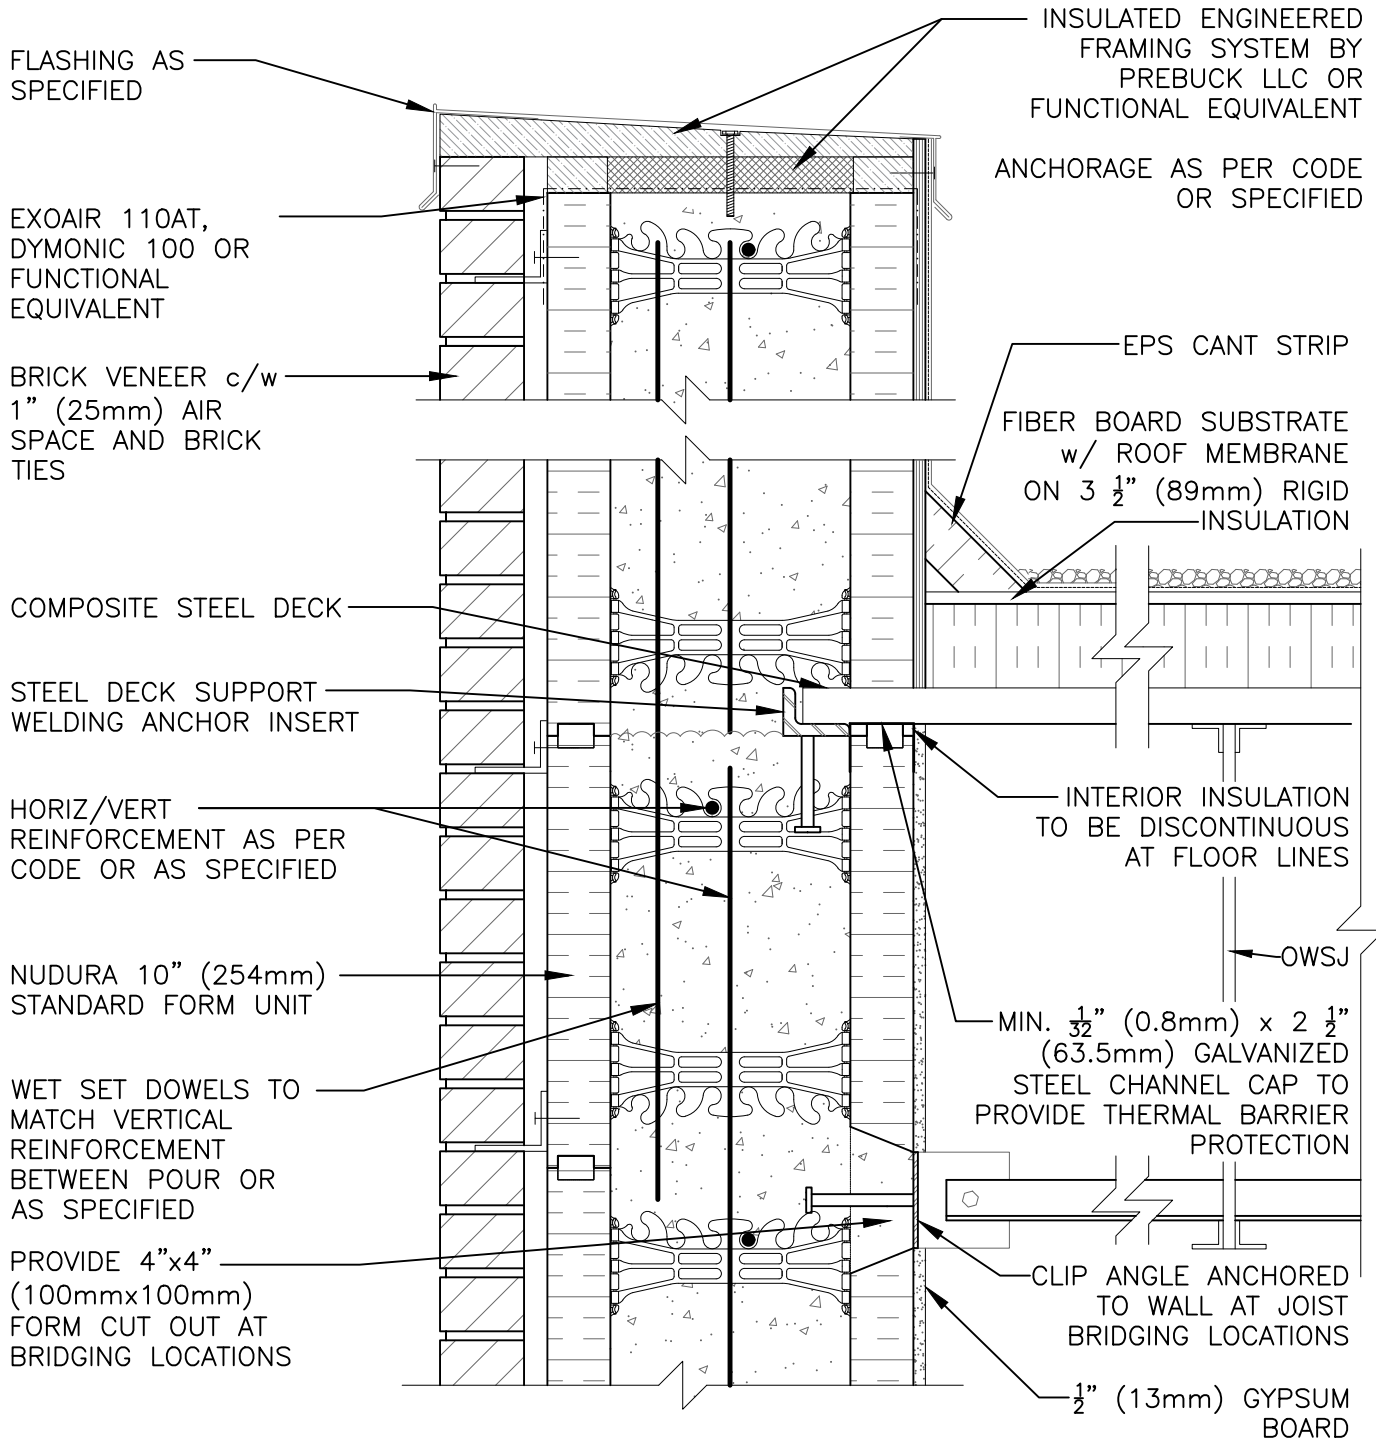 FLASHING AS
SPECIFIED
EXOAIR 110AT,
DYMONIC 100 OR
FUNCTIONAL
EQUIVALENT
BRICK VENEER c/w
1" (25mm) AIR
SPACE AND BRICK
TIES
COMPOSITE STEEL DECK
STEEL DECK SUPPORT
WELDING ANCHOR INSERT
HORIZ/VERT
REINFORCEMENT AS PER
CODE OR AS SPECIFIED
NUDURA 10" (254mm)
STANDARD FORM UNIT
WET SET DOWELS TO
MATCH VERTICAL
REINFORCEMENT
BETWEEN POUR OR
AS SPECIFIED
PROVIDE 4"x4"
(100mmx100mm)
FORM CUT OUT AT
BRIDGING LOCATIONS
INSULATED ENGINEERED
FRAMING SYSTEM BY
PREBUCK LLC OR
FUNCTIONAL EQUIVALENT
ANCHORAGE AS PER CODE
OR SPECIFIED
EPS CANT STRIP
FIBER BOARD SUBSTRATE
w/ ROOF MEMBRANE
ON 3 1/2" (89mm) RIGID
INSULATION
INTERIOR INSULATION
TO BE DISCONTINUOUS
AT FLOOR LINES
OWSJ
MIN. 1/32" (0.8mm) x 2 1/2"
(63.5mm) GALVANIZED
STEEL CHANNEL CAP TO
PROVIDE THERMAL BARRIER
PROTECTION
CLIP ANGLE ANCHORED
TO WALL AT JOIST
BRIDGING LOCATIONS
1/2" (13mm) GYPSUM
BOARD